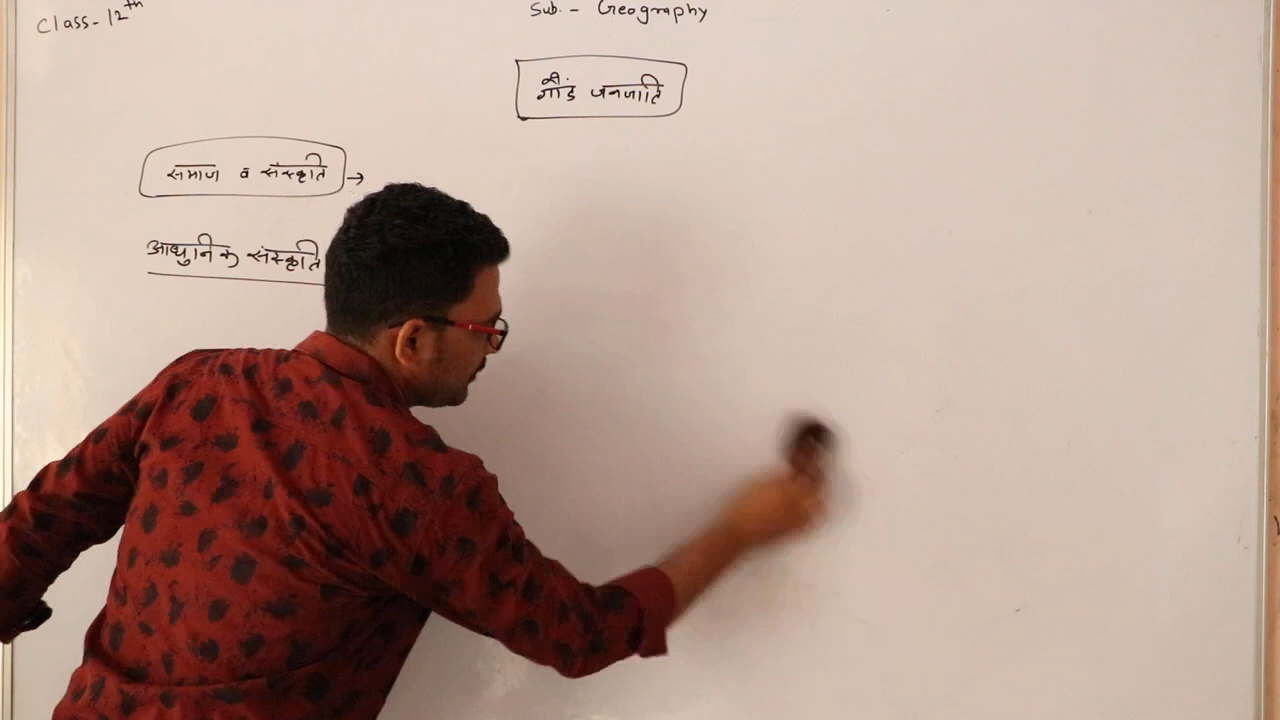 Class-12th
Sub. - Geography
गोंड जनजाति
समाज व संस्कृति →
आधुनिक संस्कृति